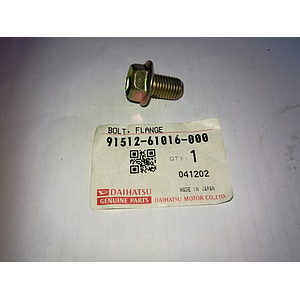 BOLT, FLANGE
91512-61016-000
QTY: 1
041202
MADE IN JAPAN
DAIHATSU
GENUINE PARTS
DAIHATSU MOTOR CO.,LTD.